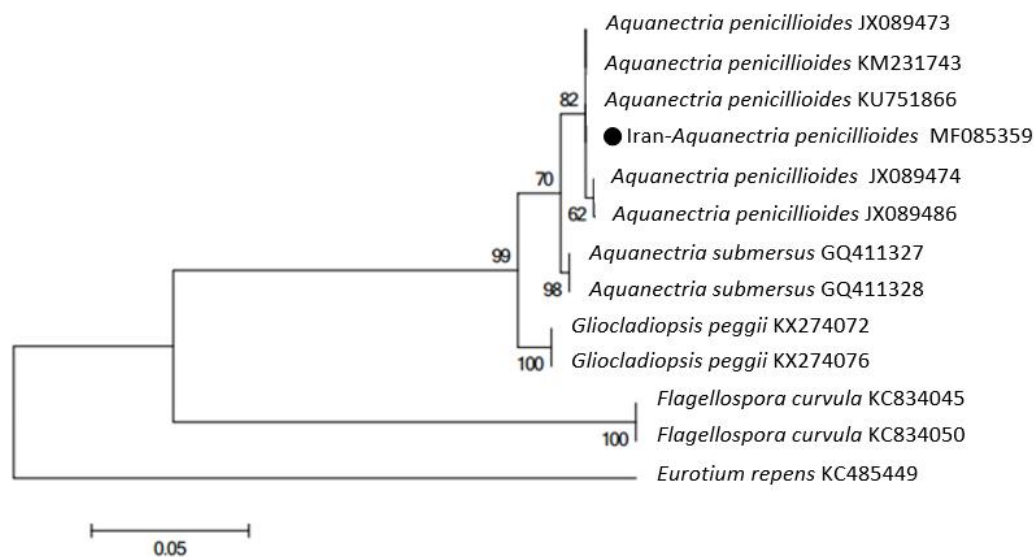 Aquanectria penicillioides JX089473
Aquanectria penicillioides KM231743
82
Aquanectria penicillioides KU751866
Iran-Aquanectria penicillioides MF085359
70
Aquanectria penicillioides JX089474
62
Aquanectria penicillioides JX089486
99
Aquanectria submersus GQ411327
98
Aquanectria submersus GQ411328
Gliocladiopsis peggii KX274072
100
Gliocladiopsis peggii KX274076
Flagellospora curvula KC834045
100
Flagellospora curvula KC834050
Eurotium repens KC485449
0.05